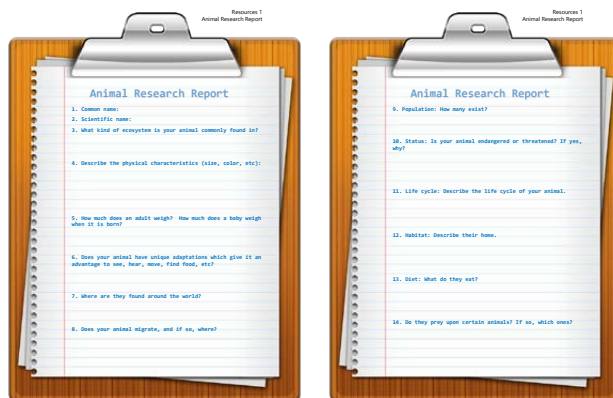 Resources 1
Animal Research Report
Animal Research Report
1. Common name:
2. Scientific name:
3. What kind of ecosystem is your animal commonly found in?
4. Describe the physical characteristics (size, color, etc):
5. How much does an adult weigh? How much does a baby weigh
when it is born?
6. Does your animal have unique adaptations which give it an
advantage to see, hear, move, find food, etc?
7. Where are they found around the world?
8. Does your animal migrate, and if so, where?
Resources 1
Animal Research Report
Animal Research Report
9. Population: How many exist?
10. Status: Is your animal endangered or threatened? If yes,
why?
11. Life cycle: Describe the life cycle of your animal.
12. Habitat: Describe their home.
13. Diet: What do they eat?
14. Do they prey upon certain animals? If so, which ones?